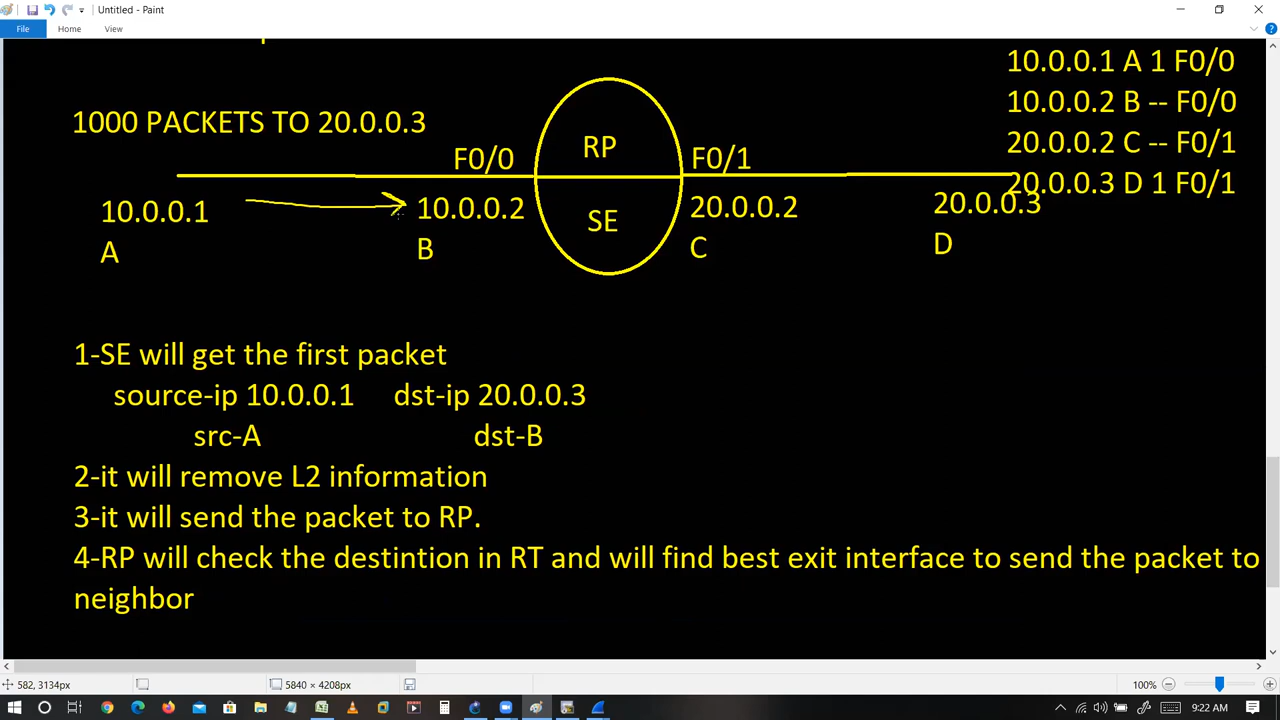 Untitled - Paint
File Home View
10.0.0.1 A 1 F0/0
10.0.0.2 B -- F0/0
20.0.0.2 C -- F0/1
20.0.0.3 D 1 F0/1
1000 PACKETS TO 20.0.0.3
F0/0 RP F0/1
10.0.0.1 10.0.0.2 SE 20.0.0.2 20.0.0.3
A B C D
1-SE will get the first packet
source-ip 10.0.0.1 dst-ip 20.0.0.3
src-A dst-B
2-it will remove L2 information
3-it will send the packet to RP.
4-RP will check the destintion in RT and will find best exit interface to send the packet to
neighbor
582, 3134px 5840 × 4208px 100%
9:22 AM